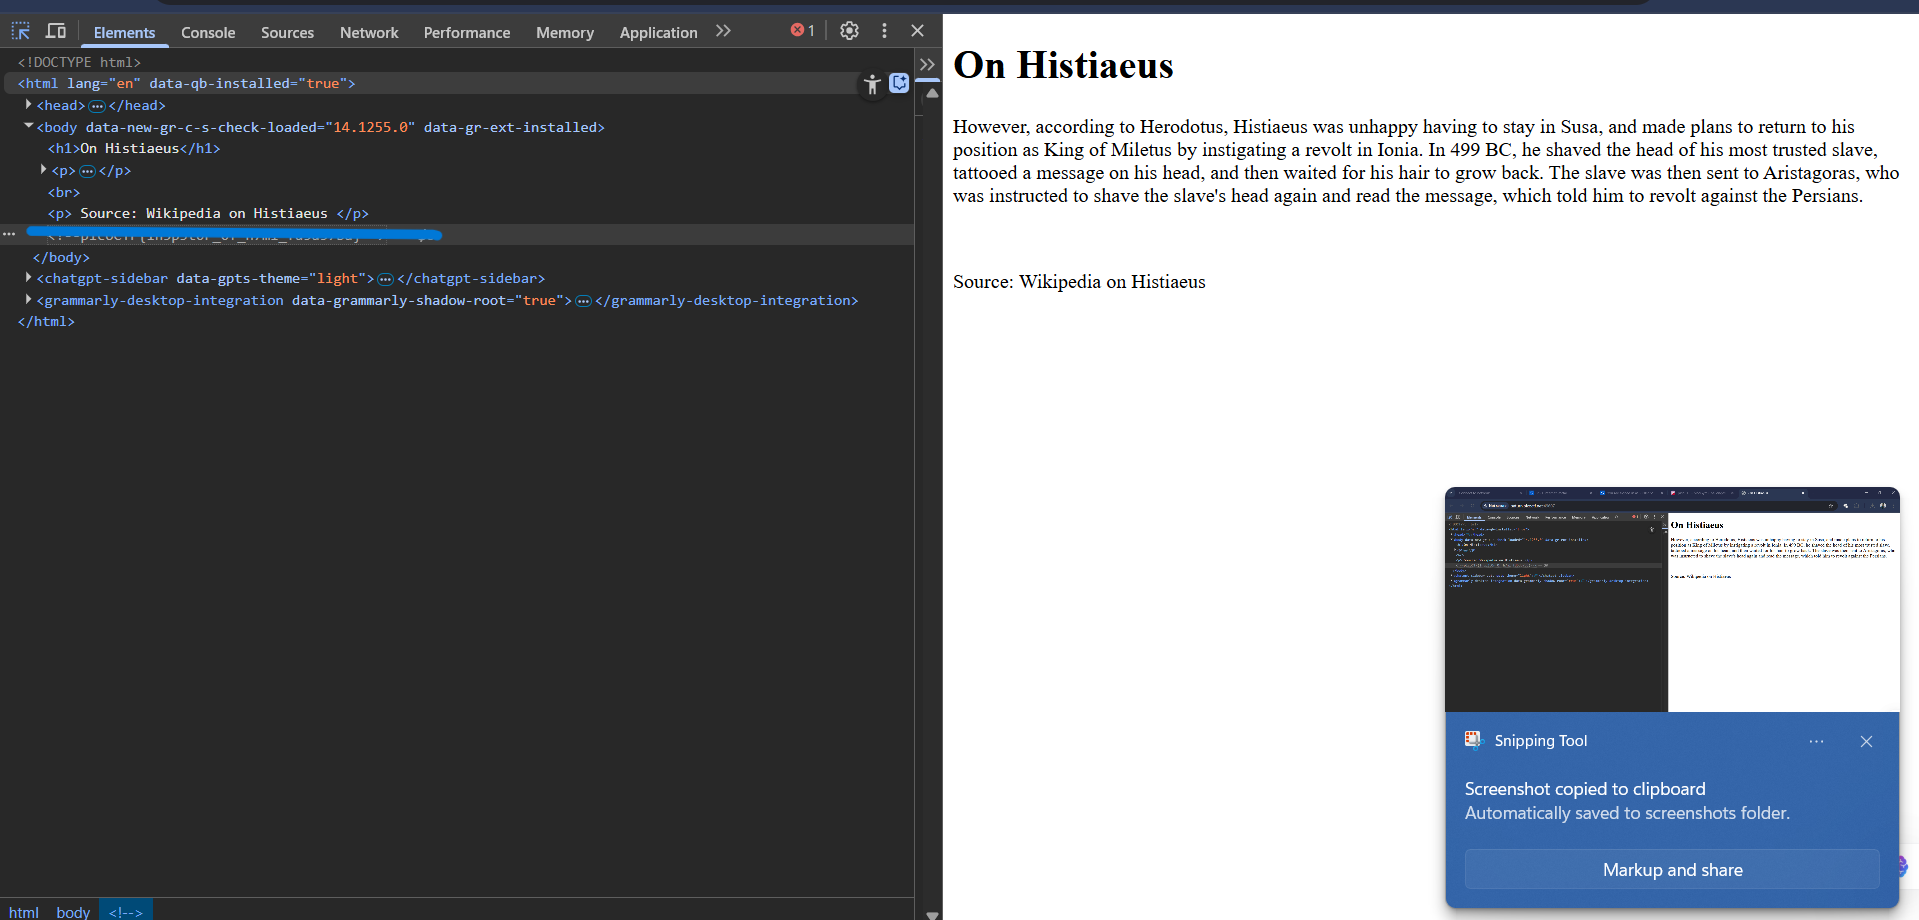 Elements
Console
Sources
Network
Performance
Memory
Application
1
<!DOCTYPE html>
<html lang="en" data-qb-installed="true">
<head>…</head>
<body data-new-gr-c-s-check-loaded="14.1255.0" data-gr-ext-installed>
<h1>On Histiaeus</h1>
<p>…</p>
<br>
<p> Source: Wikipedia on Histiaeus </p>
</body>
<chatgpt-sidebar data-gpts-theme="light">…</chatgpt-sidebar>
<grammarly-desktop-integration data-grammarly-shadow-root="true">…</grammarly-desktop-integration>
</html>
html body <!-->
On Histiaeus
However, according to Herodotus, Histiaeus was unhappy having to stay in Susa, and made plans to return to his
position as King of Miletus by instigating a revolt in Ionia. In 499 BC, he shaved the head of his most trusted slave,
tattooed a message on his head, and then waited for his hair to grow back. The slave was then sent to Aristagoras, who
was instructed to shave the slave's head again and read the message, which told him to revolt against the Persians.
Source: Wikipedia on Histiaeus
On Histiaeus
Snipping Tool
Screenshot copied to clipboard
Automatically saved to screenshots folder.
Markup and share